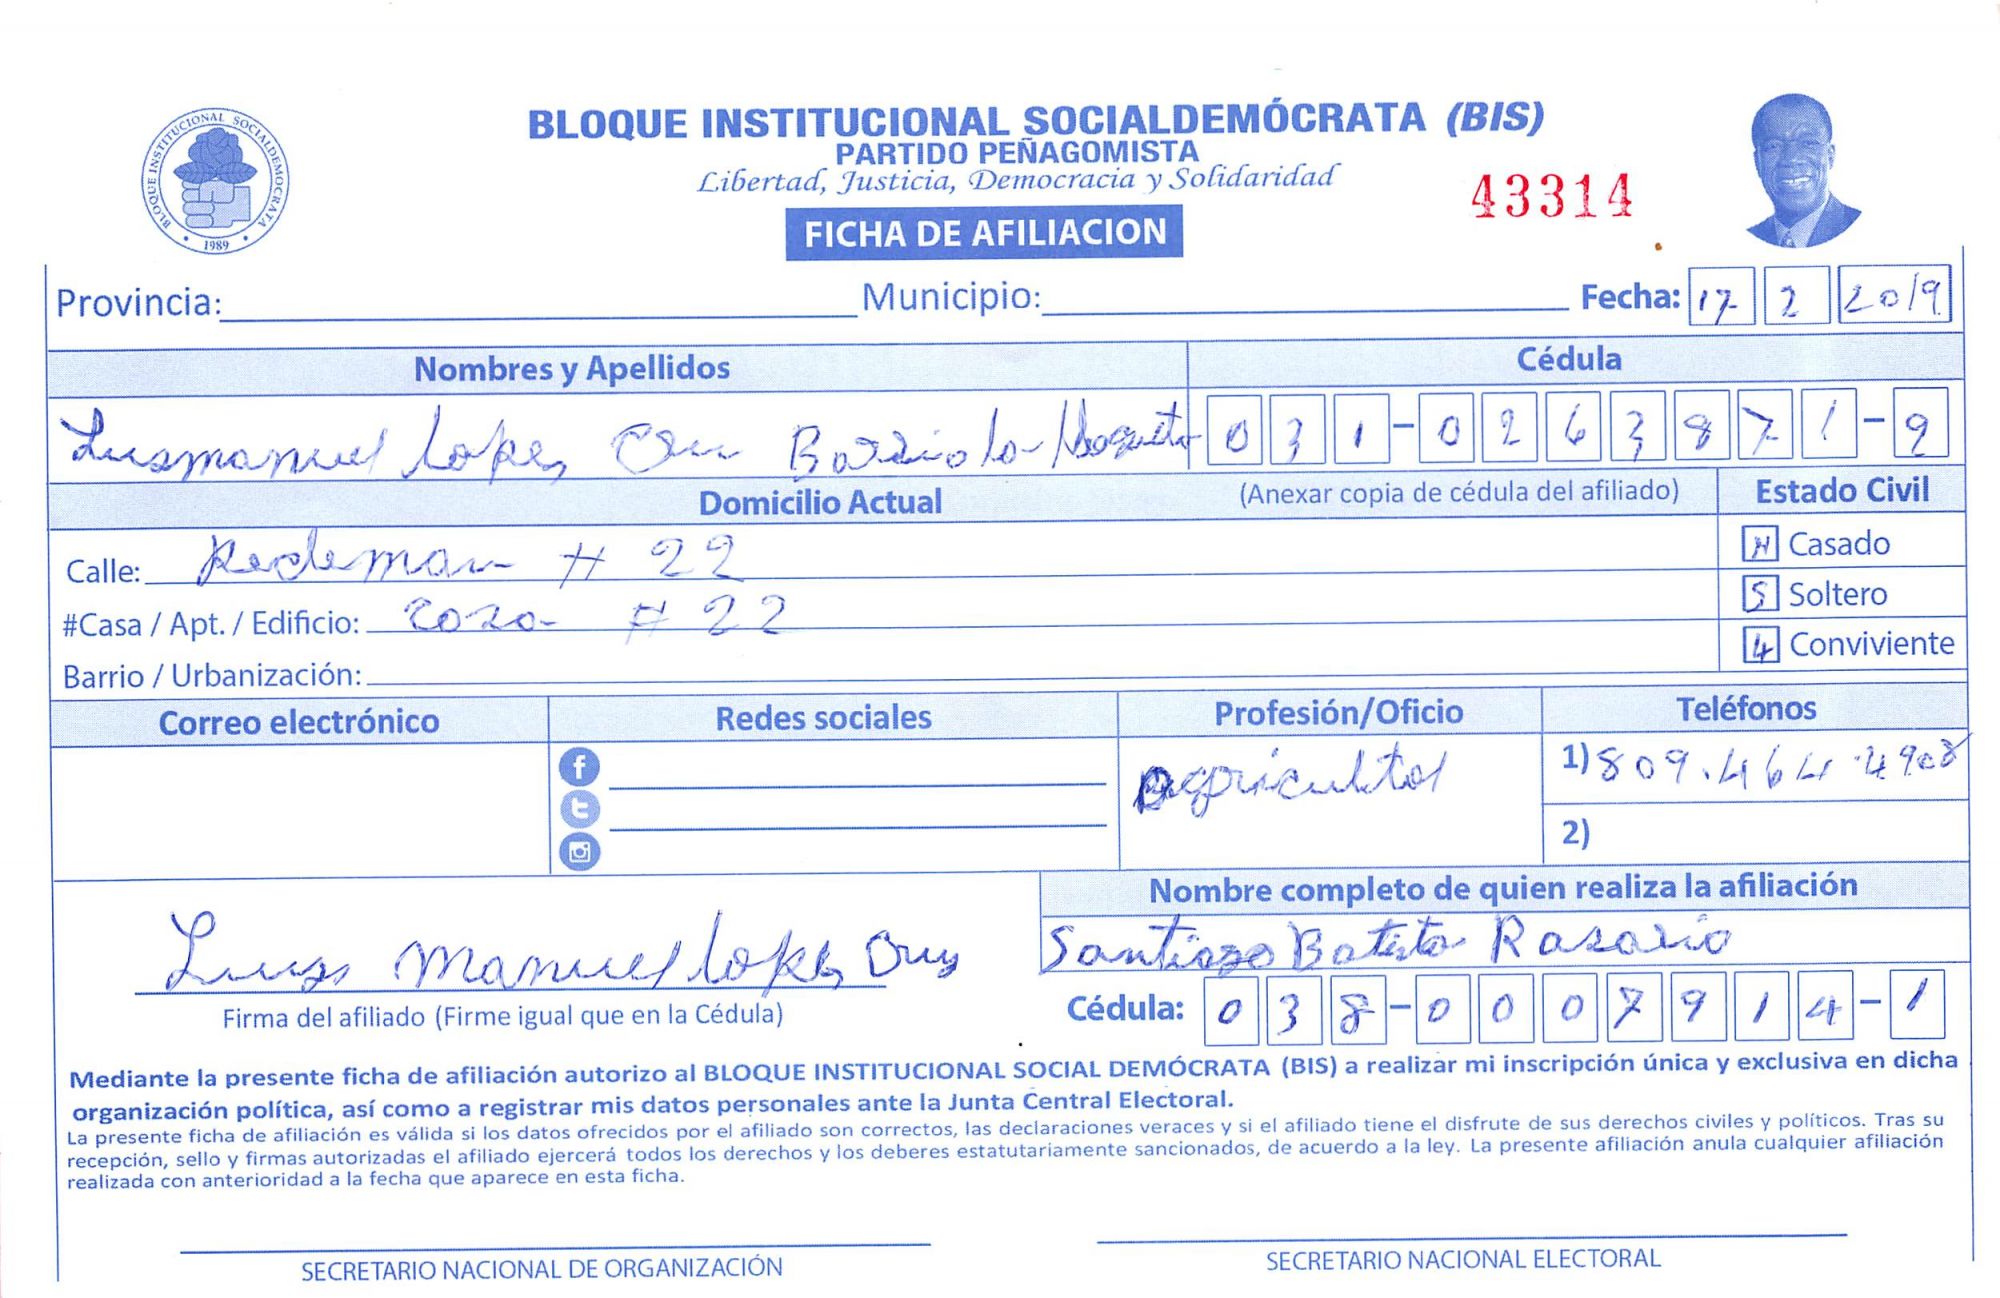 BLOQUE INSTITUCIONAL SOCIALDEMÓCRATA (BIS)
PARTIDO PEÑAGOMISTA
Libertad, Justicia, Democracia y Solidaridad
43314
FICHA DE AFILIACION
BLOQUE INSTITUCIONAL SOCIALDEMOCRATA
1989
Provincia: Municipio: Fecha: 17 2 2019
Nombres y Apellidos Cédula
Luismanuel Lopez Barrio la 031-0263871-9
Domicilio Actual (Anexar copia de cédula del afiliado) Estado Civil
Calle: # 22 Casado
#Casa / Apt. / Edificio: # 22 S Soltero
Barrio / Urbanización: 4 Conviviente
Correo electrónico Redes sociales Profesión/Oficio Teléfonos
agricultor 1) 809.464.4908
2)
Nombre completo de quien realiza la afiliación
Luis Manuel Lopez Cruz Santiago Batista Rosario
Firma del afiliado (Firme igual que en la Cédula) Cédula: 038-0007914-1
Mediante la presente ficha de afiliación autorizo al BLOQUE INSTITUCIONAL SOCIAL DEMÓCRATA (BIS) a realizar mi inscripción única y exclusiva en dicha
organización política, así como a registrar mis datos personales ante la Junta Central Electoral.
La presente ficha de afiliación es válida si los datos ofrecidos por el afiliado son correctos, las declaraciones veraces y si el afiliado tiene el disfrute de sus derechos civiles y políticos. Tras su
recepción, sello y firmas autorizadas el afiliado ejercerá todos los derechos y los deberes estatutariamente sancionados, de acuerdo a la ley. La presente afiliación anula cualquier afiliación
realizada con anterioridad a la fecha que aparece en esta ficha.
SECRETARIO NACIONAL DE ORGANIZACIÓN SECRETARIO NACIONAL ELECTORAL